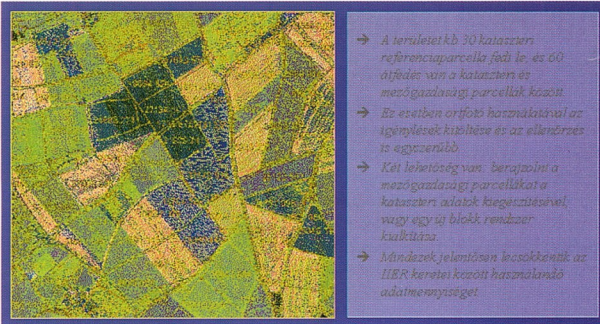 A területet kb 30 kataszteri
referenciaparcella fedi le, és 60
átfedés van a kataszteri és
mezőgazdasági parcellák között.
Ez esetben ortfotó használatával az
igénylések kitöltése és az ellenőrzés
is egyszerűbb.
Két lehetőség van: berajzolni a
mezőgazdasági parcellákat a
kataszteri adatok kiegészítésével,
vagy egy új blokk rendszer
kialkítása.
Mindezek jelentősen lecsökkentik az
IIER keretei között használandó
adatmennyiséget